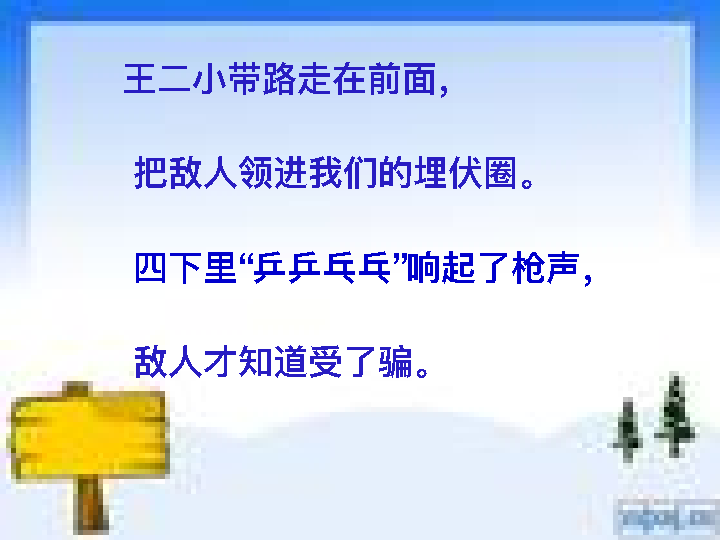 王二小带路走在前面，
把敌人领进我们的埋伏圈。
四下里“乒乒乓乓”响起了枪声，
敌人才知道受了骗。